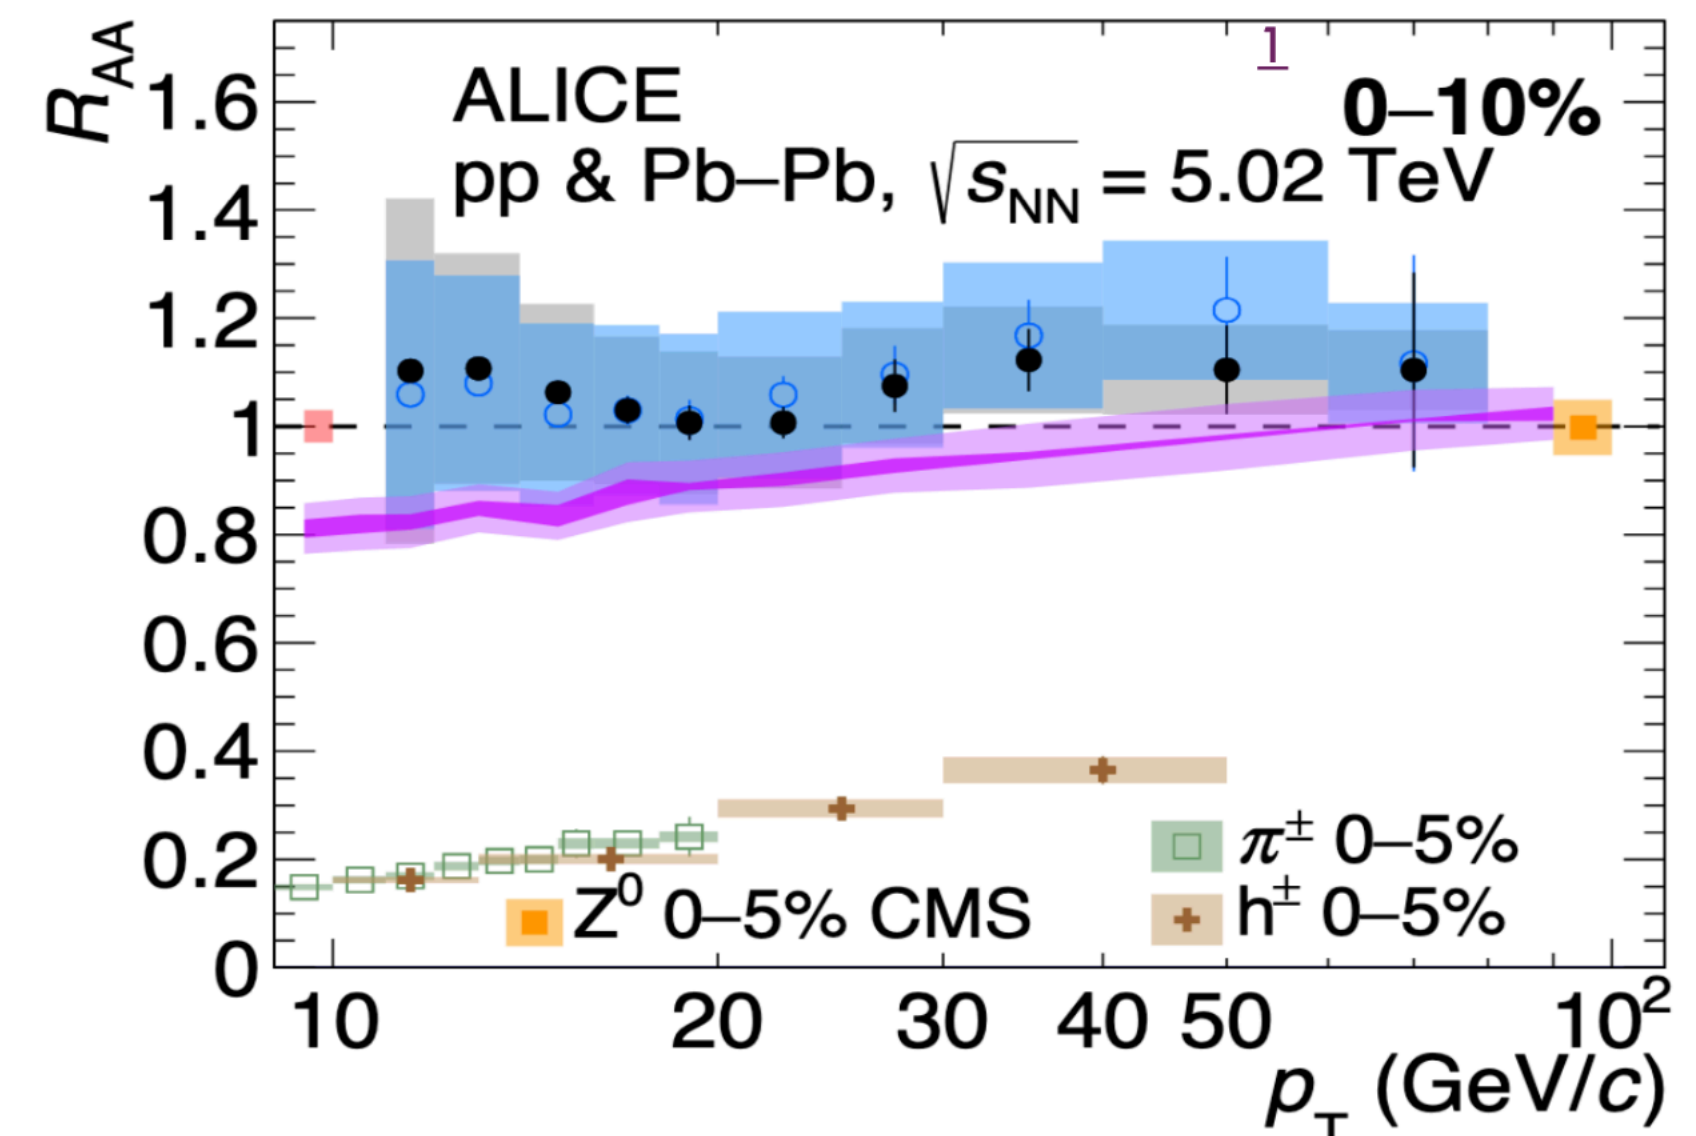 R_AA
1
ALICE
0–10%
pp & Pb–Pb, √s_NN = 5.02 TeV
1.6
1.4
1.2
1
0.8
0.6
0.4
0.2
0
π± 0–5%
h± 0–5%
Z⁰ 0–5% CMS
10 20 30 40 50 10²
p_T (GeV/c)